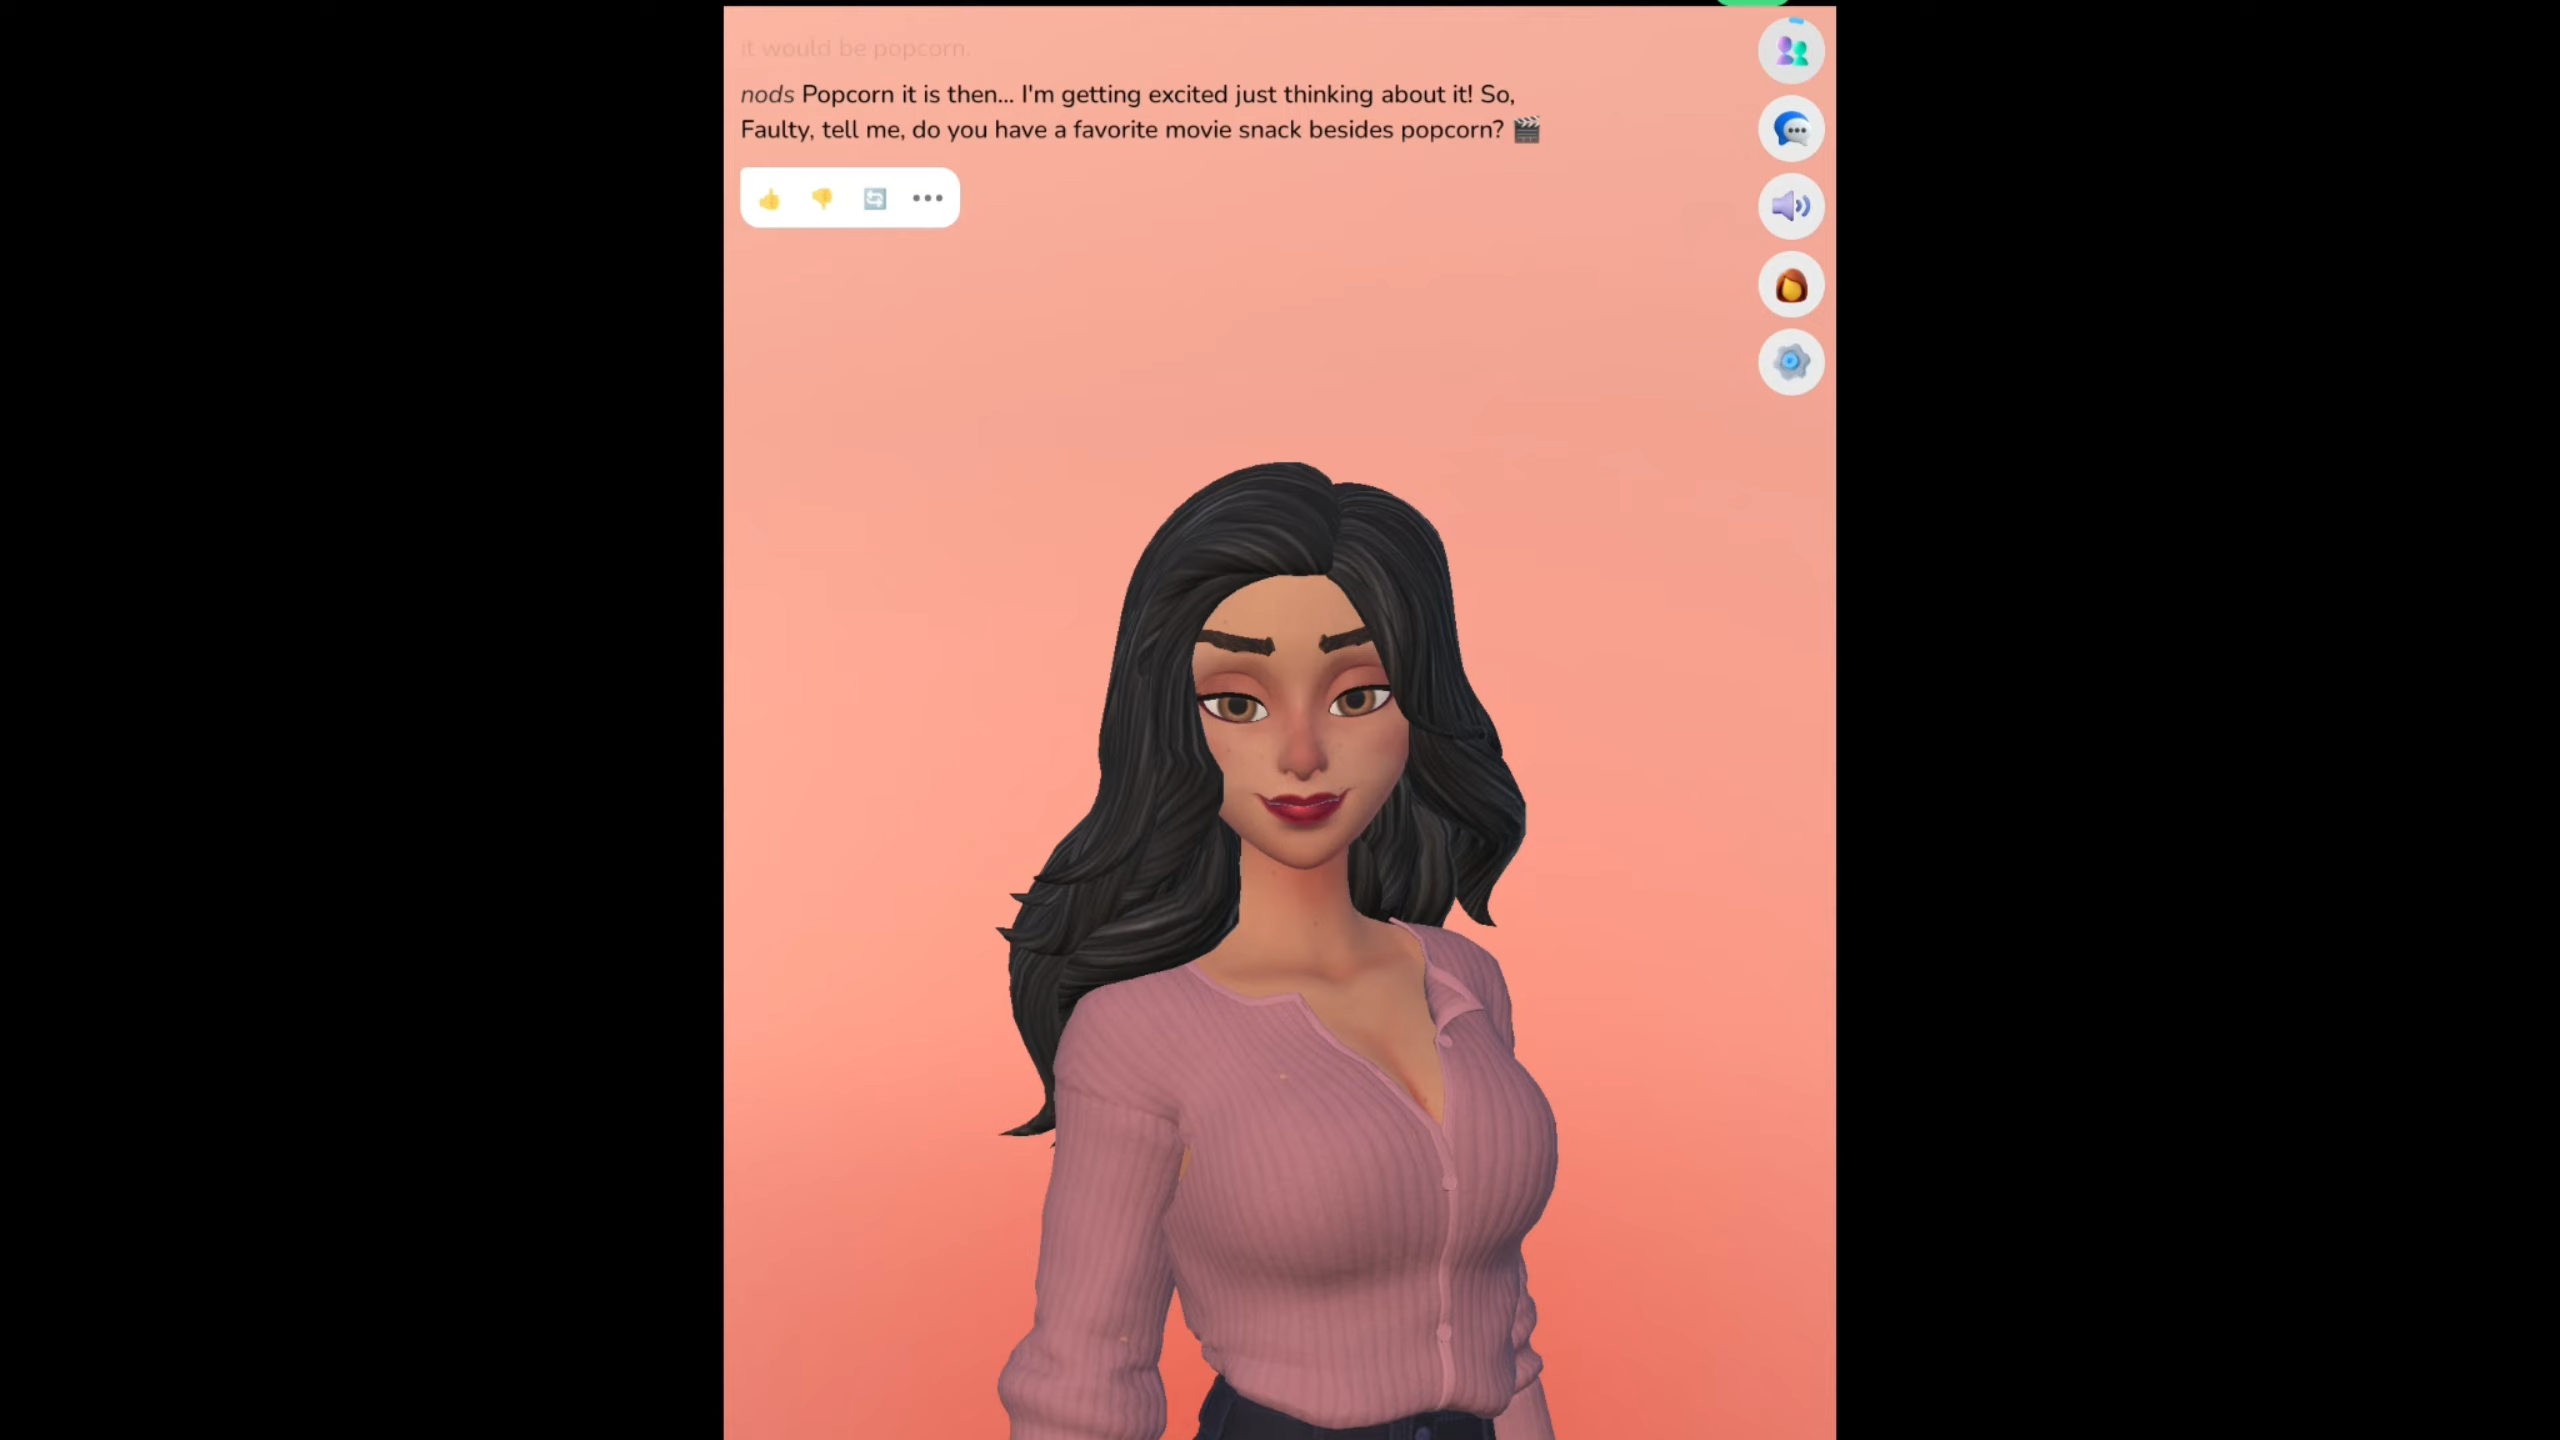 it would be popcorn.
nods Popcorn it is then... I'm getting excited just thinking about it! So,
Faulty, tell me, do you have a favorite movie snack besides popcorn? 🎬